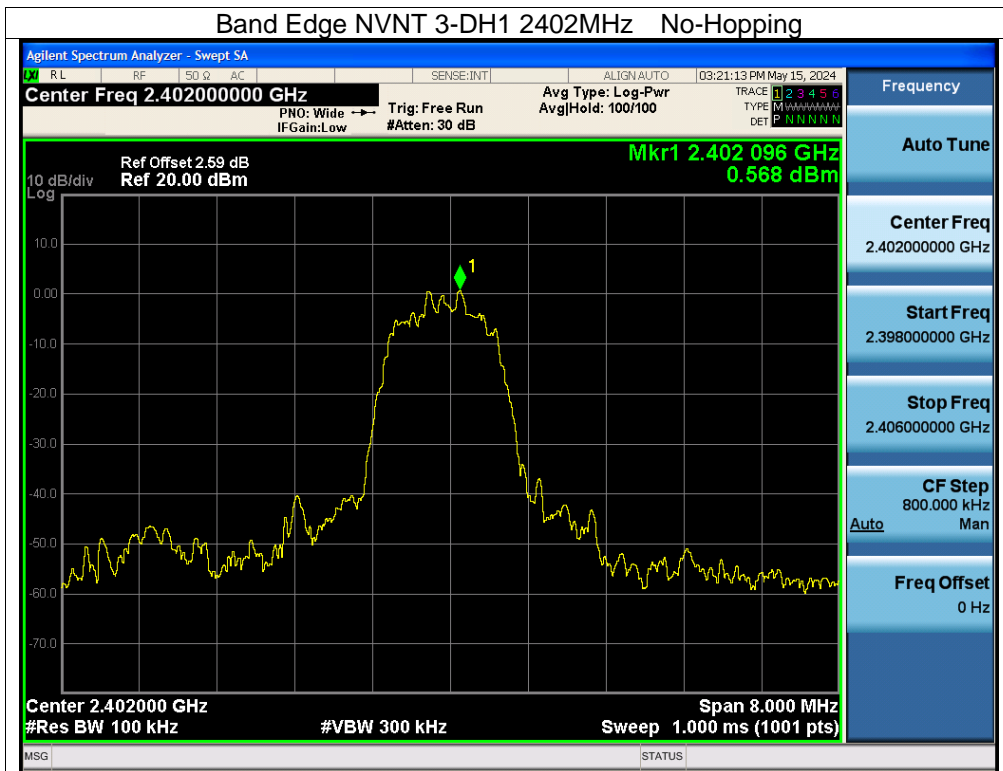 Band Edge NVNT 3-DH1 2402MHz No-Hopping
Agilent Spectrum Analyzer - Swept SA
LXI RL RF 50 Ω AC SENSE:INT ALIGN AUTO 03:21:13 PM May 15, 2024
Center Freq 2.402000000 GHz
PNO: Wide
IFGain:Low
Trig: Free Run
#Atten: 30 dB
Avg Type: Log-Pwr
Avg|Hold: 100/100
TRACE 1 2 3 4 5 6
TYPE MWWWWW
DET P N N N N N
Frequency
Ref Offset 2.59 dB
Ref 20.00 dBm
10 dB/div
Log
Mkr1 2.402 096 GHz
0.568 dBm
1
10.0
0.00
-10.0
-20.0
-30.0
-40.0
-50.0
-60.0
-70.0
Center 2.402000 GHz
Span 8.000 MHz
#Res BW 100 kHz
#VBW 300 kHz
Sweep 1.000 ms (1001 pts)
Auto Tune
Center Freq
2.402000000 GHz
Start Freq
2.398000000 GHz
Stop Freq
2.406000000 GHz
CF Step
800.000 kHz
Auto Man
Freq Offset
0 Hz
MSG STATUS